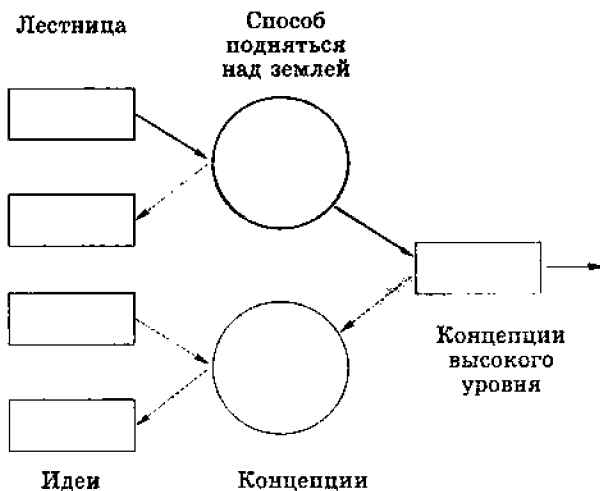 Лестница
Способ
подняться
над землей
Концепции
высокого
уровня
Идеи
Концепции